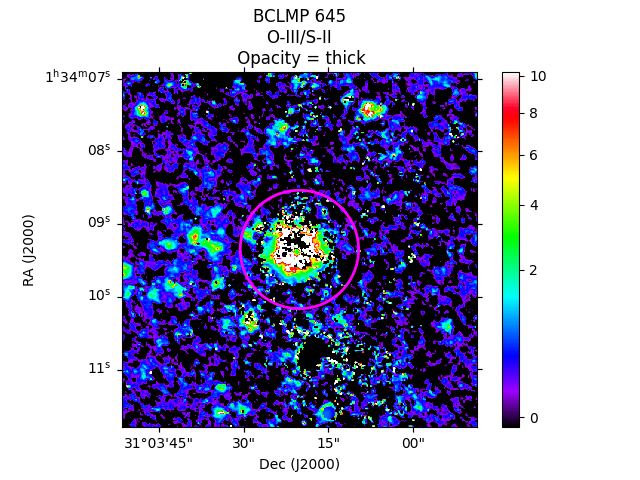 BCLMP 645
O-III/S-II
Opacity = thick
1ʰ34ᵐ07ˢ
08ˢ
09ˢ
10ˢ
11ˢ
RA (J2000)
31°03'45" 30" 15" 00"
Dec (J2000)
10
8
6
4
2
0